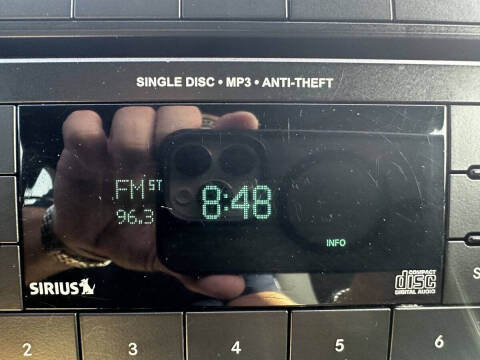 SINGLE DISC • MP3 • ANTI-THEFT
SIRIUS
FM ST
8:48
96.3
INFO
SIRIUS
COMPACT
disc
DIGITAL AUDIO
2 3 4 5 6
S